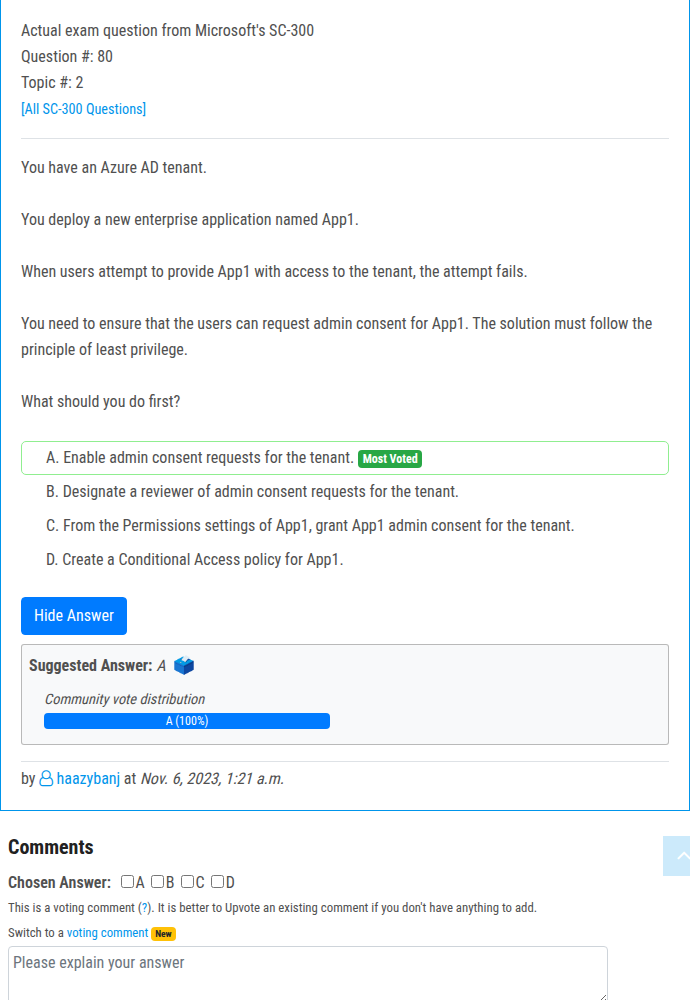 Actual exam question from Microsoft's SC-300
Question #: 80
Topic #: 2
[All SC-300 Questions]
You have an Azure AD tenant.
You deploy a new enterprise application named App1.
When users attempt to provide App1 with access to the tenant, the attempt fails.
You need to ensure that the users can request admin consent for App1. The solution must follow the
principle of least privilege.
What should you do first?
A. Enable admin consent requests for the tenant. Most Voted
B. Designate a reviewer of admin consent requests for the tenant.
C. From the Permissions settings of App1, grant App1 admin consent for the tenant.
D. Create a Conditional Access policy for App1.
Hide Answer
Suggested Answer: A
Community vote distribution
A (100%)
by haazybanj at Nov. 6, 2023, 1:21 a.m.
Comments
Chosen Answer: A B C D
This is a voting comment (?). It is better to Upvote an existing comment if you don't have anything to add.
Switch to a voting comment New
Please explain your answer